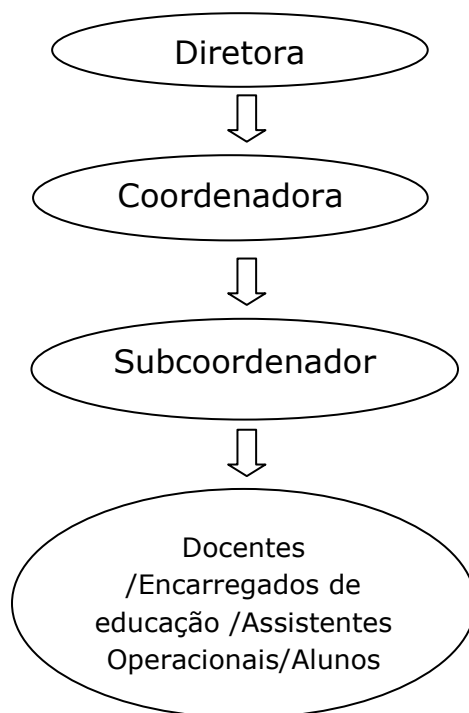 Diretora
Coordenadora
Subcoordenador
Docentes
/Encarregados de
educação /Assistentes
Operacionais/Alunos